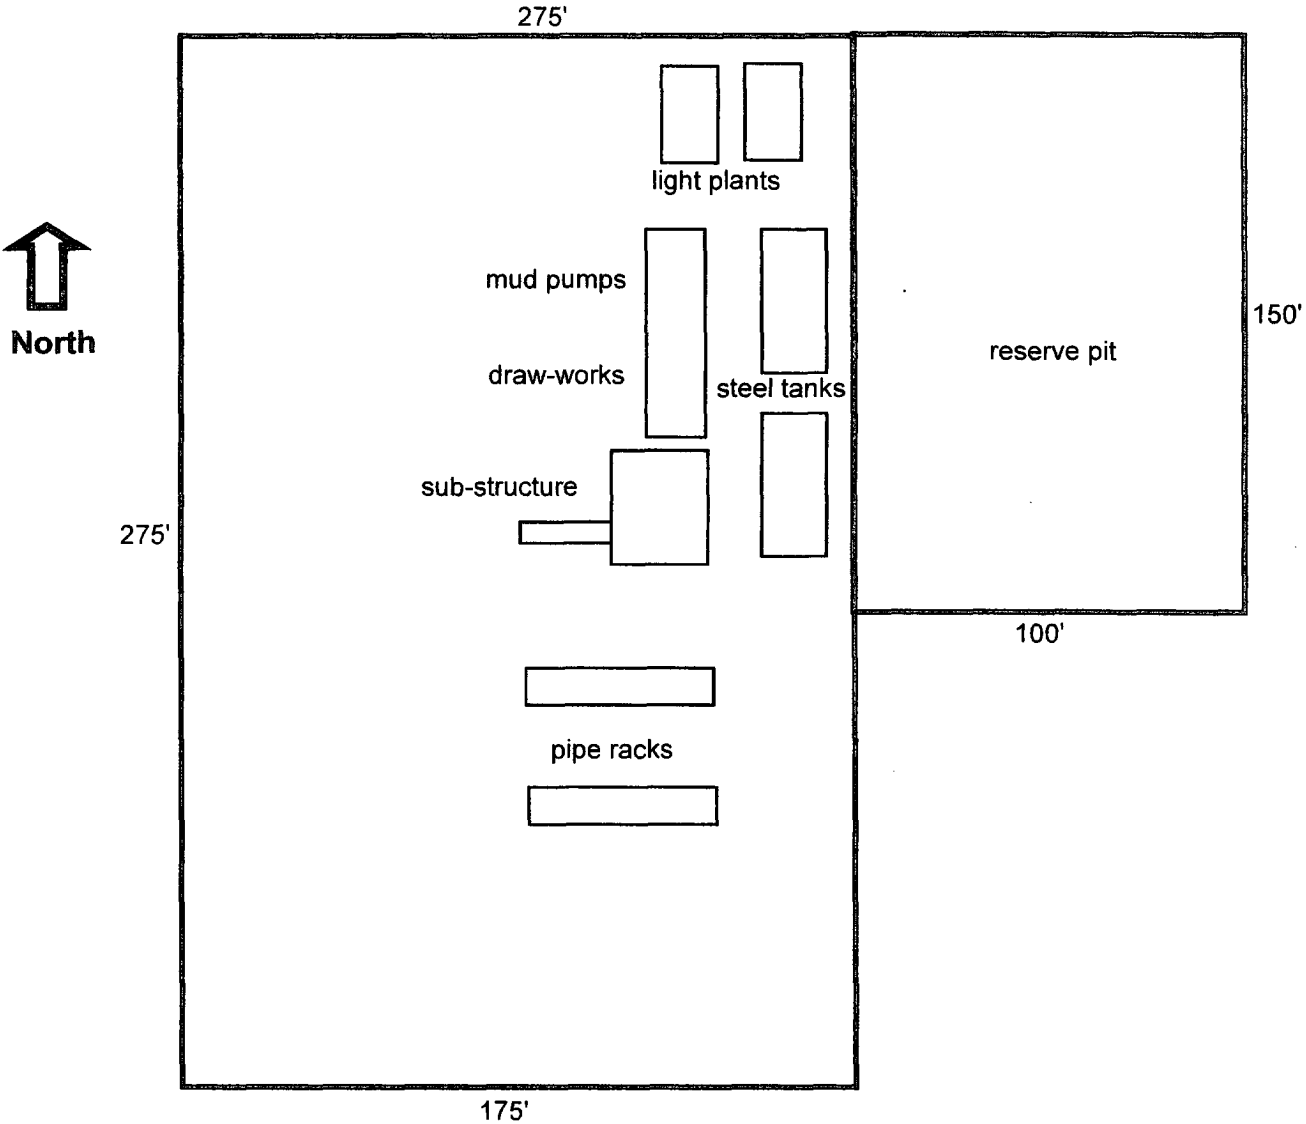 275'
light plants
mud pumps
North
150'
reserve pit
draw-works
steel tanks
sub-structure
275'
100'
pipe racks
175'